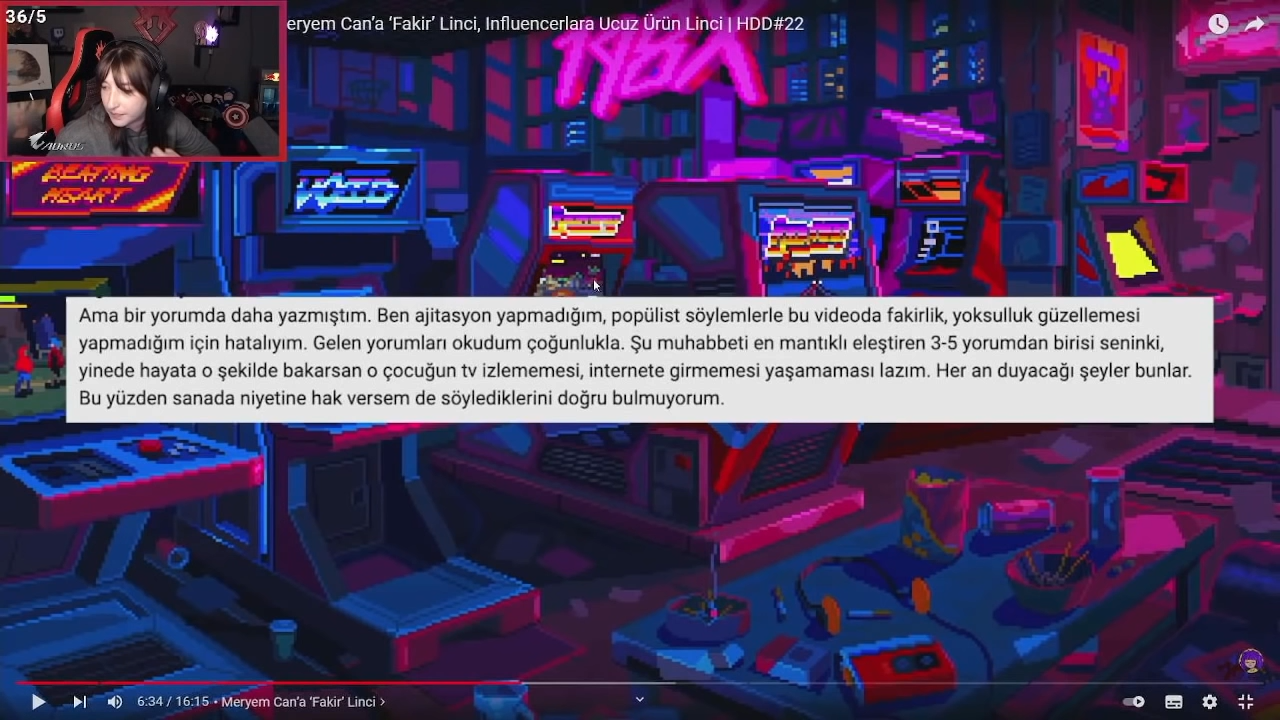 36/5
eryem Can'a ‘Fakir’ Linci, Influencerlara Ucuz Ürün Linci | HDD#22
AORUS
BEATING
HEART
WILD
Ama bir yorumda daha yazmıştım. Ben ajitasyon yapmadığım, popülist söylemlerle bu videoda fakirlik, yoksulluk güzellemesi
yapmadığım için hatalıyım. Gelen yorumları okudum çoğunlukla. Şu muhabbeti en mantıklı eleştiren 3-5 yorumdan birisi seninki,
yinede hayata o şekilde bakarsan o çocuğun tv izlememesi, internete girmemesi yaşamaması lazım. Her an duyacağı şeyler bunlar.
Bu yüzden sanada niyetine hak versem de söylediklerini doğru bulmuyorum.
6:34 / 16:15 • Meryem Can'a ‘Fakir’ Linci ›